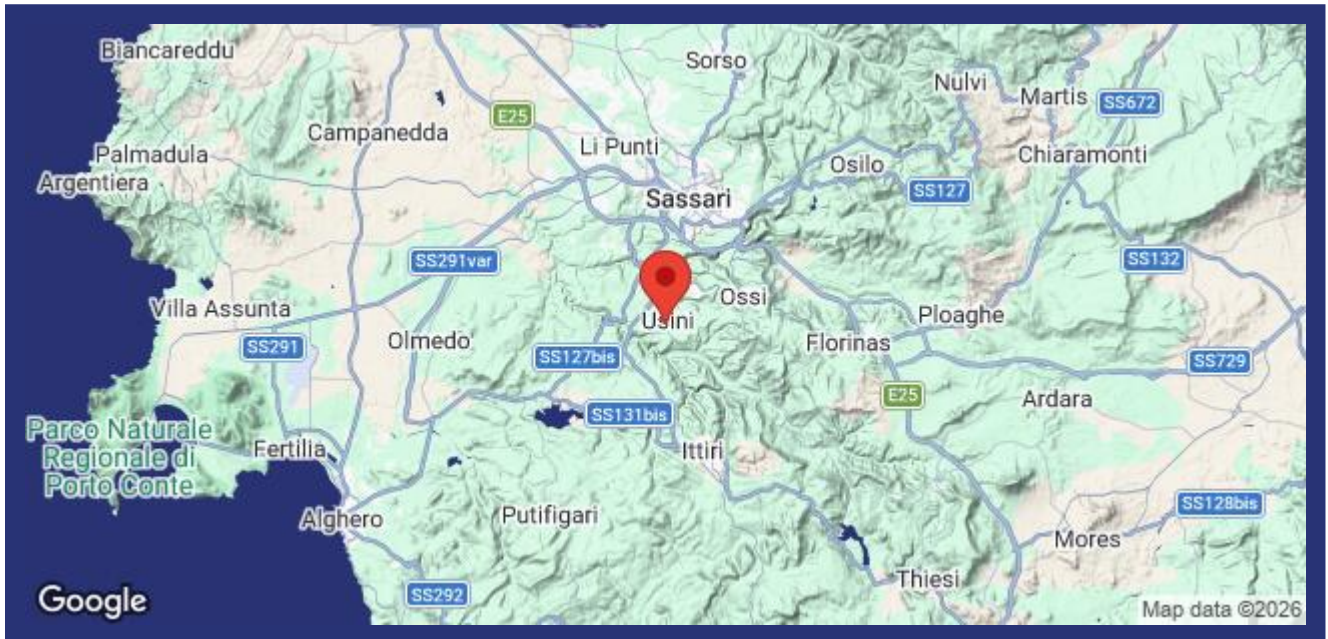 Biancareddu
Sorso
Nulvi
Martis
SS672
E25
Campanedda
Li Punti
Palmadula
Chiaramonti
Osilo
Argentiera
SS127
Sassari
SS291var
SS132
Ossi
Villa Assunta
Usini
Ploaghe
Olmedo
Florinas
SS291
SS127bis
SS729
E25
Ardara
SS131bis
Parco Naturale
Regionale di
Porto Conte
Fertilia
Ittiri
SS128bis
Alghero
Putifigari
Mores
Thiesi
SS292
Google
Map data ©2026